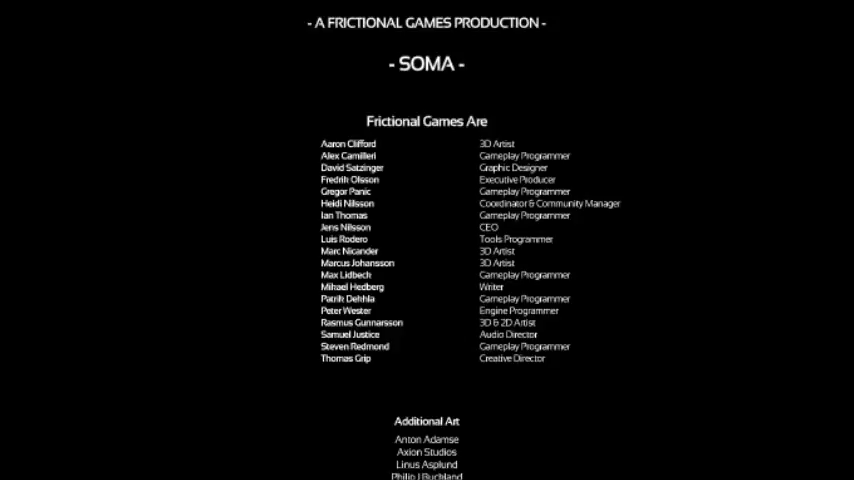 - A FRICTIONAL GAMES PRODUCTION -
- SOMA -
Frictional Games Are
Aaron Clifford 3D Artist
Alex Camilleri Gameplay Programmer
David Satzinger Graphic Designer
Fredrik Olsson Executive Producer
Gregor Panic Gameplay Programmer
Heidi Nilsson Coordinator & Community Manager
Ian Thomas Gameplay Programmer
Jens Nilsson CEO
Luis Rodero Tools Programmer
Marc Nicander 3D Artist
Marcus Johansson 3D Artist
Max Lidbeck Gameplay Programmer
Mikael Hedberg Writer
Patrik Dekhla Gameplay Programmer
Peter Wester Engine Programmer
Rasmus Gunnarsson 3D & 2D Artist
Samuel Justice Audio Director
Steven Redmond Gameplay Programmer
Thomas Grip Creative Director
Additional Art
Anton Adamse
Axion Studios
Linus Asplund
Philip J Buchland